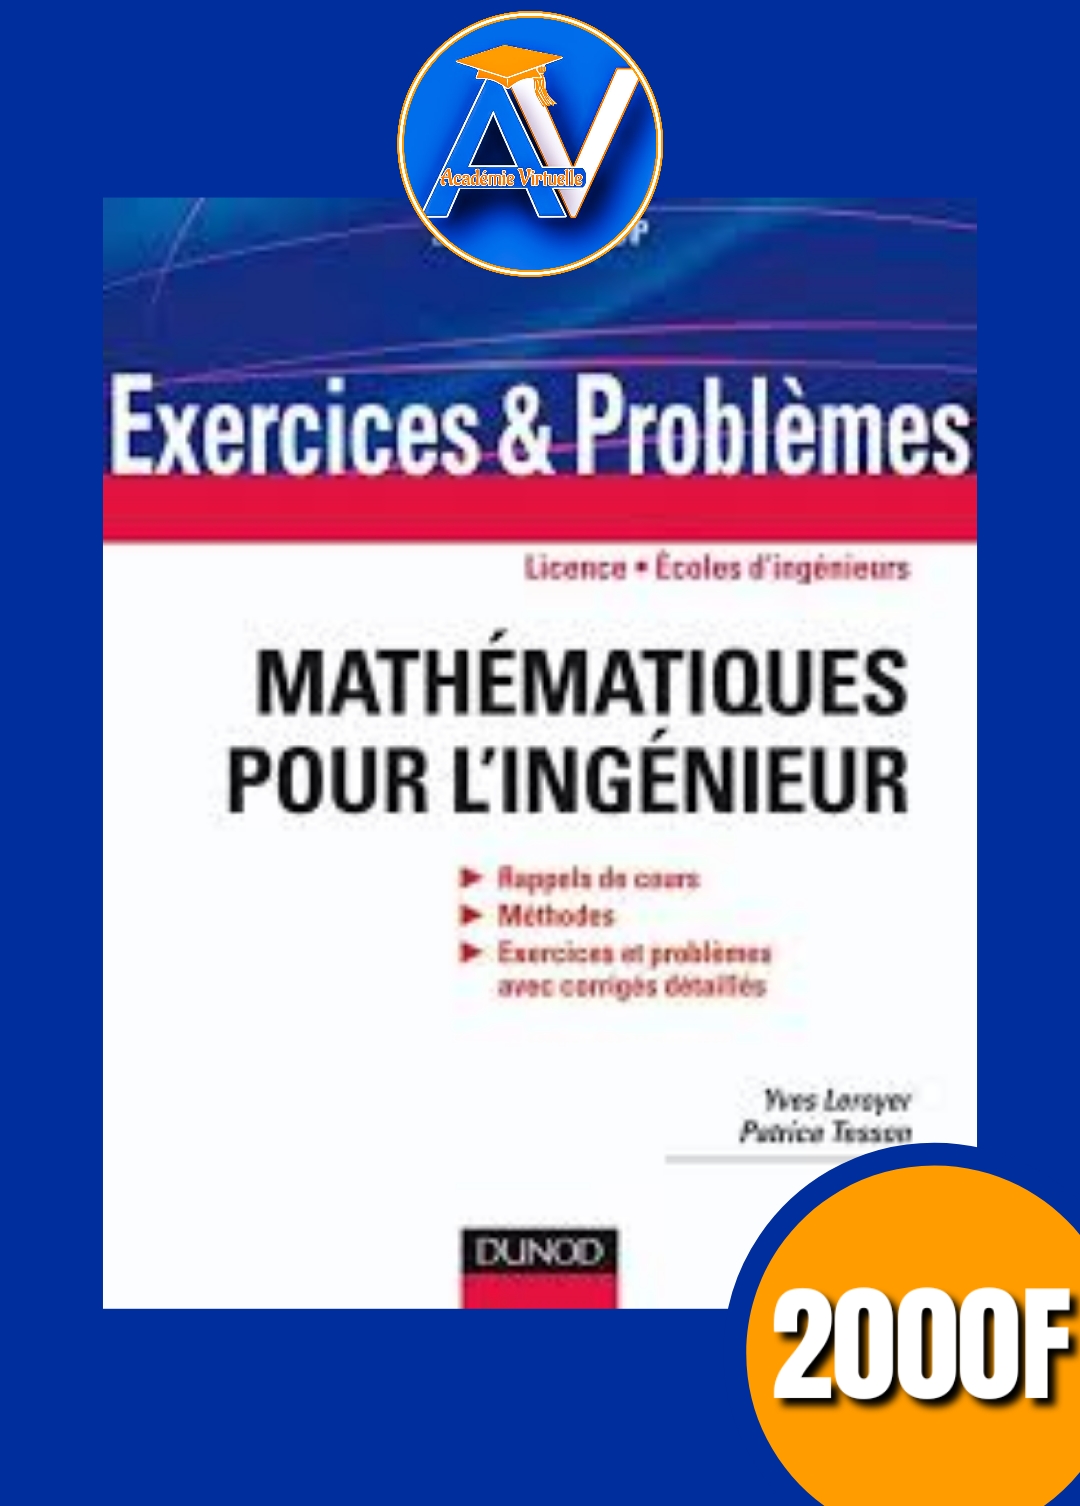 Académie Virtuelle
Exercices & Problèmes
Licence • Écoles d'ingénieurs
MATHÉMATIQUES
POUR L'INGÉNIEUR
► Rappels de cours
► Méthodes
► Exercices et problèmes
avec corrigés détaillés
Yves Leroyer
Patrice Tesson
DUNOD
2000F